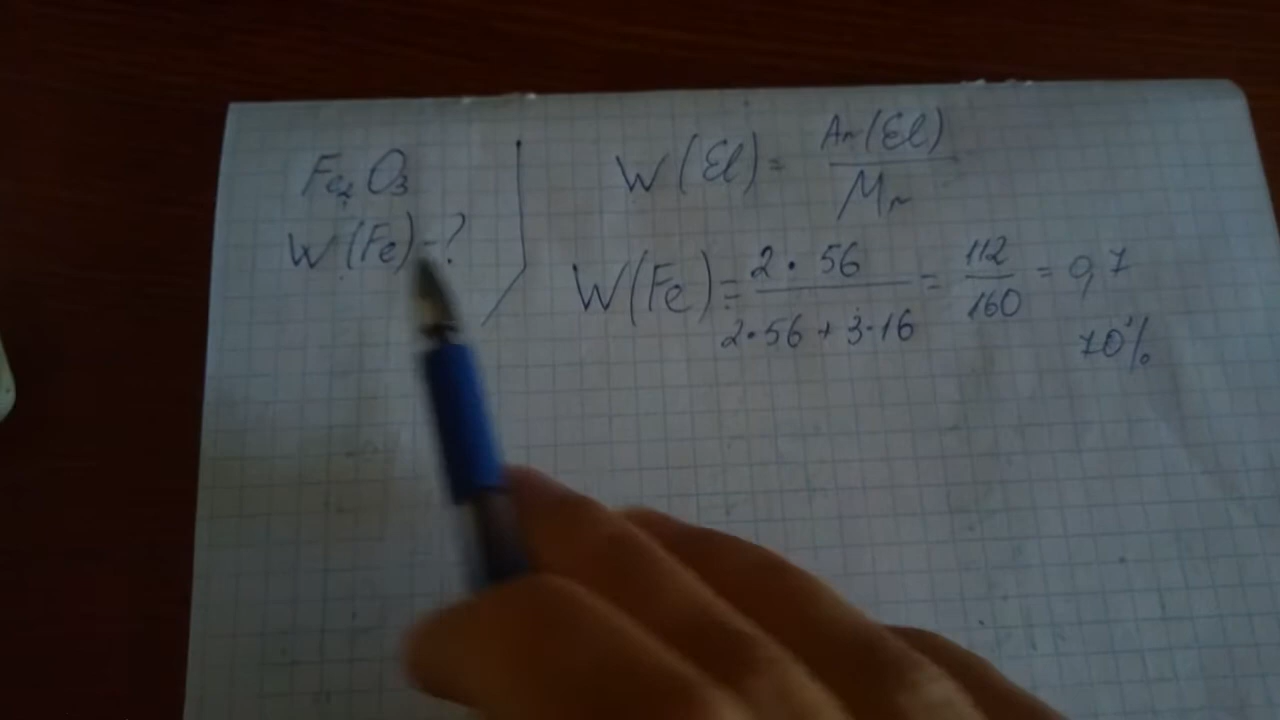 Fe₂O₃
W(Fe)-?
W(El) = Ar(El) / Mr
W(Fe) = 2·56 / 2·56+3·16 = 112 / 160 = 0,7
70%